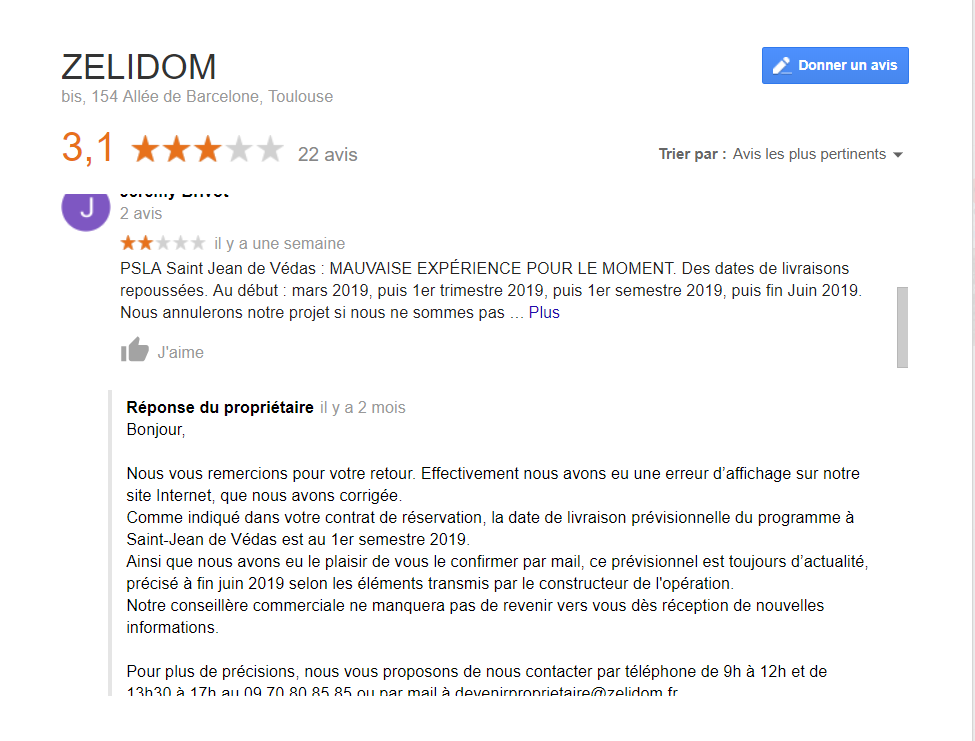 ZELIDOM
bis, 154 Allée de Barcelone, Toulouse
Donner un avis
3,1 22 avis
Trier par : Avis les plus pertinents
J
2 avis
il y a une semaine
PSLA Saint Jean de Védas : MAUVAISE EXPÉRIENCE POUR LE MOMENT. Des dates de livraisons
repoussées. Au début : mars 2019, puis 1er trimestre 2019, puis 1er semestre 2019, puis fin Juin 2019.
Nous annulerons notre projet si nous ne sommes pas … Plus
J'aime
Réponse du propriétaire il y a 2 mois
Bonjour,
Nous vous remercions pour votre retour. Effectivement nous avons eu une erreur d’affichage sur notre
site Internet, que nous avons corrigée.
Comme indiqué dans votre contrat de réservation, la date de livraison prévisionnelle du programme à
Saint-Jean de Védas est au 1er semestre 2019.
Ainsi que nous avons eu le plaisir de vous le confirmer par mail, ce prévisionnel est toujours d’actualité,
précisé à fin juin 2019 selon les éléments transmis par le constructeur de l'opération.
Notre conseillère commerciale ne manquera pas de revenir vers vous dès réception de nouvelles
informations.
Pour plus de précisions, nous vous proposons de nous contacter par téléphone de 9h à 12h et de
13h30 à 17h au 09 70 80 85 85 ou par mail à devenirproprietaire@zelidom.fr